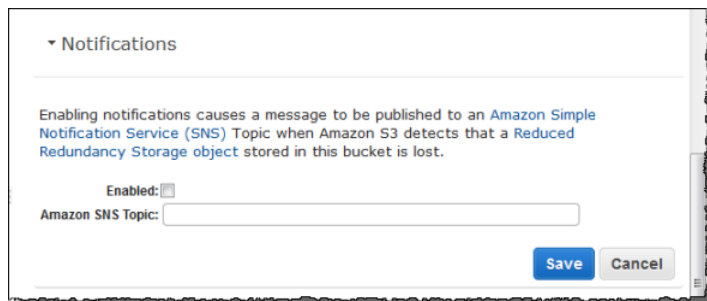 Notifications
Enabling notifications causes a message to be published to an Amazon Simple
Notification Service (SNS) Topic when Amazon S3 detects that a Reduced
Redundancy Storage object stored in this bucket is lost.
Enabled:
Amazon SNS Topic:
Save Cancel